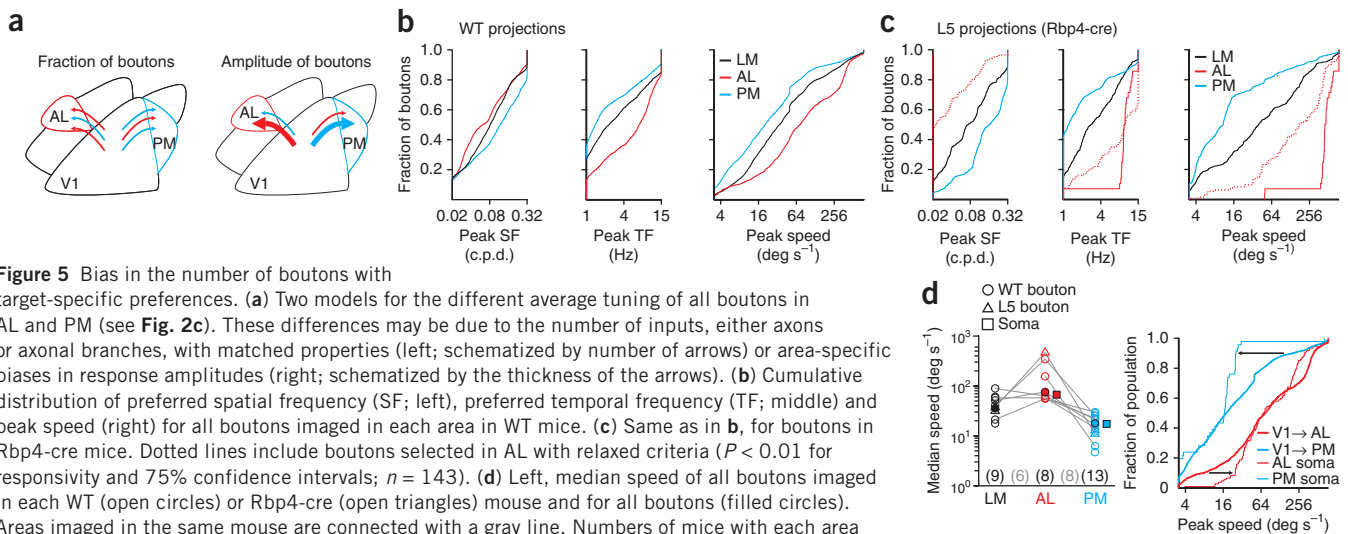 a
Fraction of boutons
Amplitude of boutons
AL
PM
V1
AL
PM
V1
b
WT projections
Fraction of boutons
1.0
0.8
0.6
0.4
0.2
0.02 0.08 0.32
Peak SF
(c.p.d.)
1 4 15
Peak TF
(Hz)
LM
AL
PM
4 16 64 256
Peak speed
(deg s⁻¹)
c
L5 projections (Rbp4-cre)
Fraction of boutons
1.0
0.8
0.6
0.4
0.2
0.02 0.08 0.32
Peak SF
(c.p.d.)
1 4 15
Peak TF
(Hz)
LM
AL
PM
4 16 64 256
Peak speed
(deg s⁻¹)
Figure 5 Bias in the number of boutons with
target-specific preferences. (a) Two models for the different average tuning of all boutons in
AL and PM (see Fig. 2c). These differences may be due to the number of inputs, either axons
or axonal branches, with matched properties (left; schematized by number of arrows) or area-specific
biases in response amplitudes (right; schematized by the thickness of the arrows). (b) Cumulative
distribution of preferred spatial frequency (SF; left), preferred temporal frequency (TF; middle) and
peak speed (right) for all boutons imaged in each area in WT mice. (c) Same as in b, for boutons in
Rbp4-cre mice. Dotted lines include boutons selected in AL with relaxed criteria (P < 0.01 for
responsivity and 75% confidence intervals; n = 143). (d) Left, median speed of all boutons imaged
in each WT (open circles) or Rbp4-cre (open triangles) mouse and for all boutons (filled circles).
Areas imaged in the same mouse are connected with a gray line. Numbers of mice with each area
d
WT bouton
L5 bouton
Soma
Median speed (deg s⁻¹)
10³
10²
10¹
10⁰
(9) (6) (8) (8) (13)
LM AL PM
Fraction of population
1.0
0.8
0.6
0.4
0.2
0
V1→ AL
V1→ PM
AL soma
PM soma
4 16 64 256
Peak speed (deg s⁻¹)